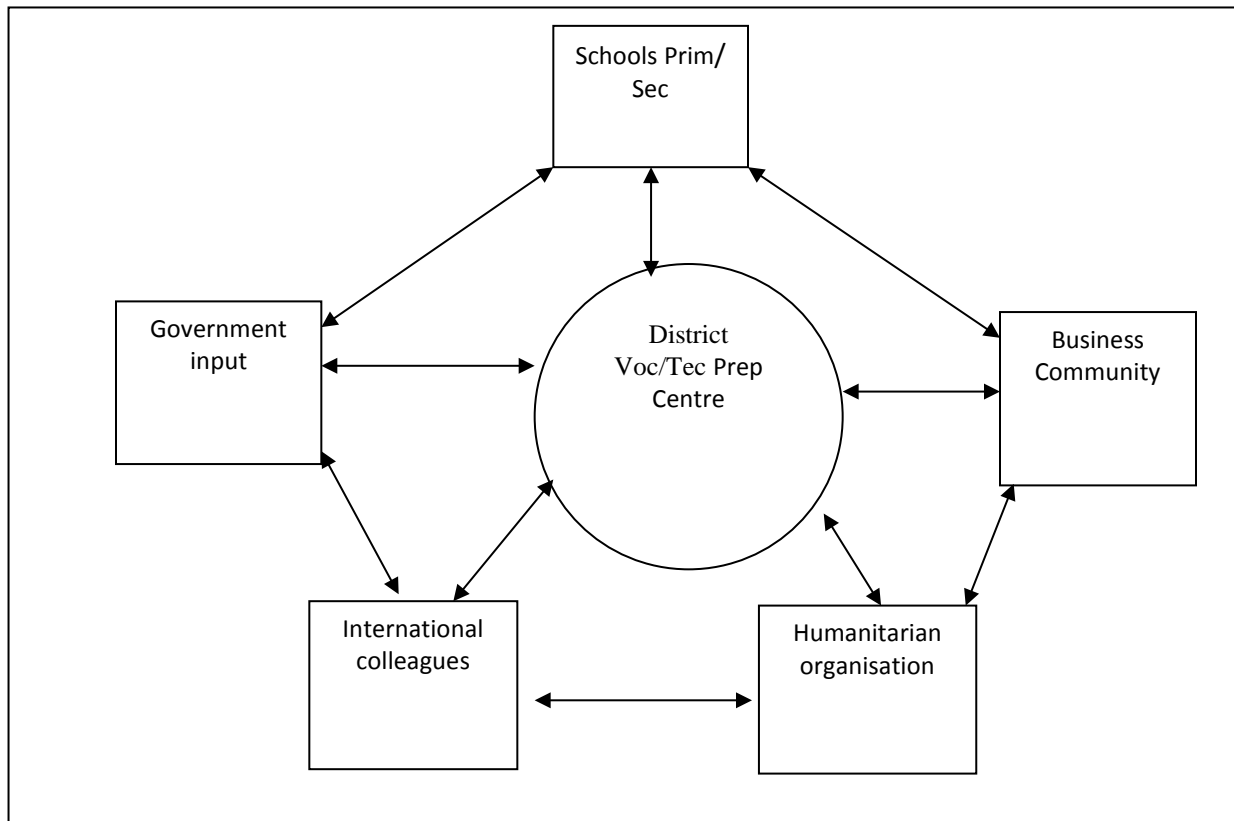 Schools Prim/
Sec
Government
input
District
Voc/Tec Prep
Centre
Business
Community
International
colleagues
Humanitarian
organisation